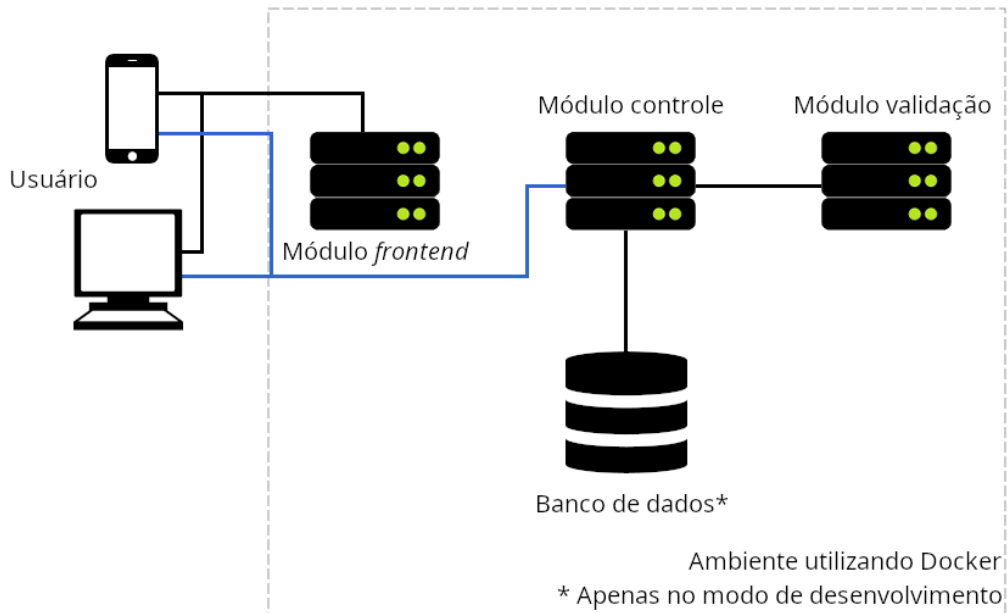 Módulo controle
Módulo validação
Usuário
Módulo frontend
Banco de dados*
Ambiente utilizando Docker
* Apenas no modo de desenvolvimento